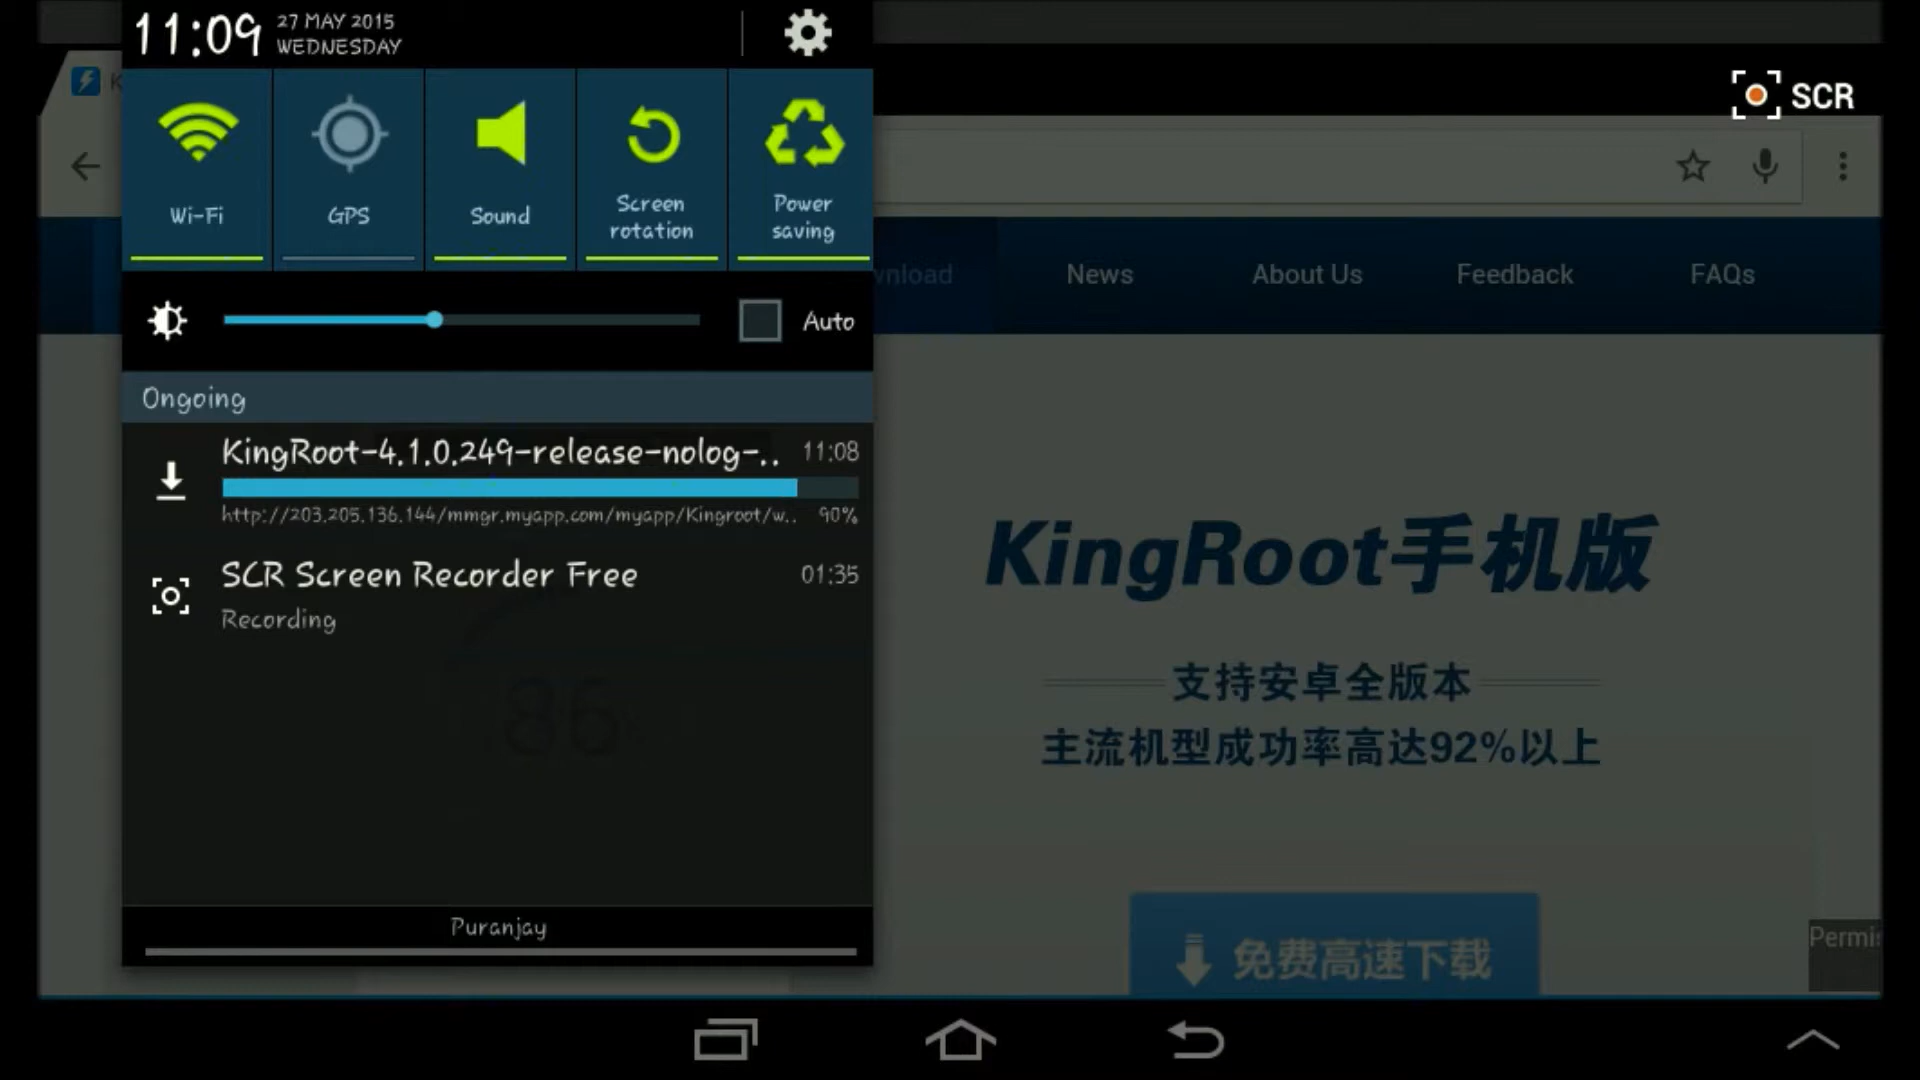 11:09
27 MAY 2015
WEDNESDAY
K
SCR
Wi-Fi
GPS
Sound
Screen
rotation
Power
saving
wnload
News
About Us
Feedback
FAQs
Auto
Ongoing
KingRoot-4.1.0.249-release-nolog-..
11:08
http://203.205.136.144/mmgr.myapp.com/myapp/Kingroot/w..
90%
SCR Screen Recorder Free
01:35
Recording
86
KingRoot手机版
支持安卓全版本
主流机型成功率高达92%以上
免费高速下载
Permis
Puranjay